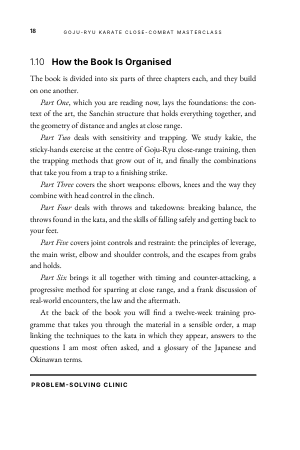 18 GOJU-RYU KARATE CLOSE-COMBAT MASTERCLASS
1.10 How the Book Is Organised
The book is divided into six parts of three chapters each, and they build
on one another.
Part One, which you are reading now, lays the foundations: the con-
text of the art, the Sanchin structure that holds everything together, and
the geometry of distance and angles at close range.
Part Two deals with sensitivity and trapping. We study kakie, the
sticky-hands exercise at the centre of Goju-Ryu close-range training, then
the trapping methods that grow out of it, and finally the combinations
that take you from a trap to a finishing strike.
Part Three covers the short weapons: elbows, knees and the way they
combine with head control in the clinch.
Part Four deals with throws and takedowns: breaking balance, the
throws found in the kata, and the skills of falling safely and getting back to
your feet.
Part Five covers joint controls and restraint: the principles of leverage,
the main wrist, elbow and shoulder controls, and the escapes from grabs
and holds.
Part Six brings it all together with timing and counter-attacking, a
progressive method for sparring at close range, and a frank discussion of
real-world encounters, the law and the aftermath.
At the back of the book you will find a twelve-week training pro-
gramme that takes you through the material in a sensible order, a map
linking the techniques to the kata in which they appear, answers to the
questions I am most often asked, and a glossary of the Japanese and
Okinawan terms.
PROBLEM-SOLVING CLINIC